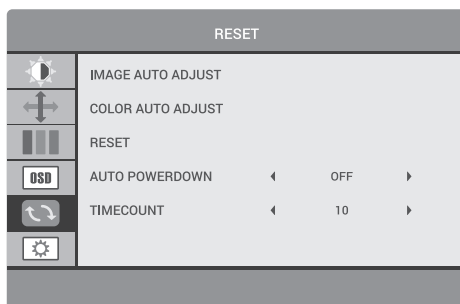 RESET
IMAGE AUTO ADJUST
COLOR AUTO ADJUST
RESET
OSD AUTO POWERDOWN OFF
TIMECOUNT 10